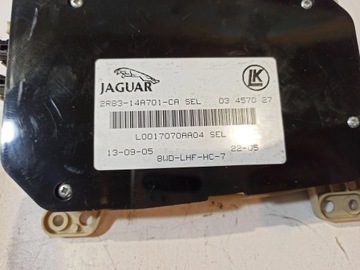 JAGUAR
LK
2R83-14A701-CA SEL 03 4570 27
L0017070AA04 SEL
13-09-05 22-05
8WD-LHF-HC-7